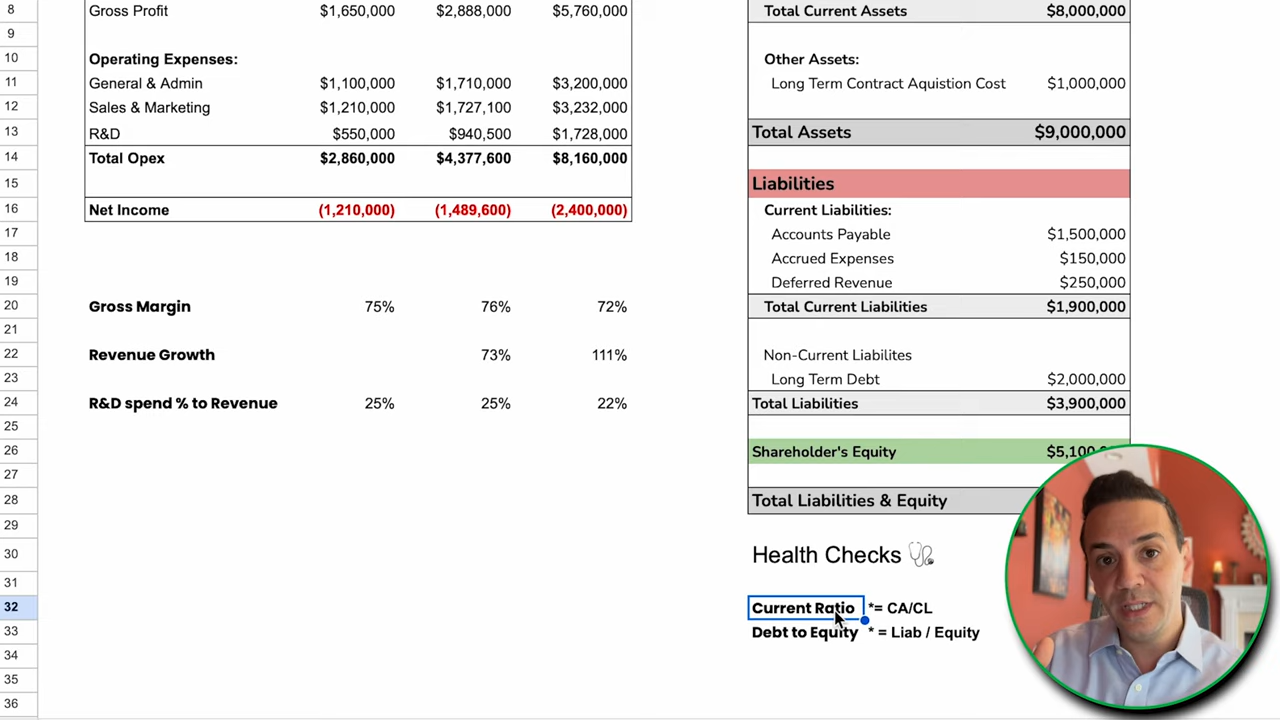 8 Gross Profit $1,650,000 $2,888,000 $5,760,000 Total Current Assets $8,000,000
9
10 Operating Expenses: Other Assets:
11 General & Admin $1,100,000 $1,710,000 $3,200,000 Long Term Contract Aquistion Cost $1,000,000
12 Sales & Marketing $1,210,000 $1,727,100 $3,232,000
13 R&D $550,000 $940,500 $1,728,000 Total Assets $9,000,000
14 Total Opex $2,860,000 $4,377,600 $8,160,000
15 Liabilities
16 Net Income (1,210,000) (1,489,600) (2,400,000) Current Liabilities:
17 Accounts Payable $1,500,000
18 Accrued Expenses $150,000
19 Deferred Revenue $250,000
20 Gross Margin 75% 76% 72% Total Current Liabilities $1,900,000
21
22 Revenue Growth 73% 111% Non-Current Liabilites
23 Long Term Debt $2,000,000
24 R&D spend % to Revenue 25% 25% 22% Total Liabilities $3,900,000
25
26 Shareholder's Equity
27
28 Total Liabilities & Equity
29
30 Health Checks
31
32 Current Ratio *= CA/CL
33 Debt to Equity * = Liab / Equity
34
35
36